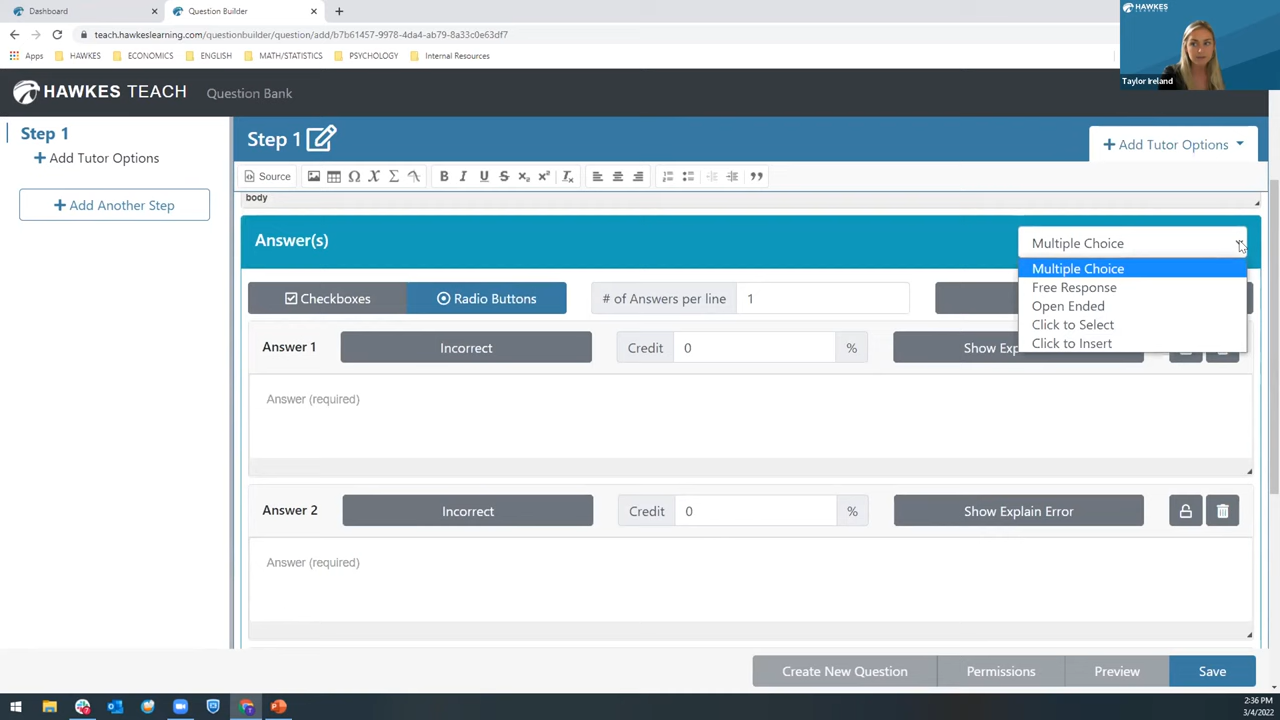 Dashboard
Question Builder
teach.hawkeslearning.com/questionbuilder/question/add/b7b61457-9978-4da4-ab79-8a33c0e63df7
Apps HAWKES ECONOMICS ENGLISH MATH/STATISTICS PSYCHOLOGY Internal Resources
HAWKES
LEARNING
Taylor Ireland
HAWKES TEACH Question Bank
Step 1
Add Tutor Options
Add Another Step
Step 1
Add Tutor Options
Source
body
Answer(s)
Multiple Choice
Multiple Choice
Free Response
Open Ended
Click to Select
Click to Insert
Checkboxes Radio Buttons # of Answers per line 1
Answer 1 Incorrect Credit 0 % Show Exp
Answer (required)
Answer 2 Incorrect Credit 0 % Show Explain Error
Answer (required)
Create New Question Permissions Preview Save
2:36 PM
3/4/2022